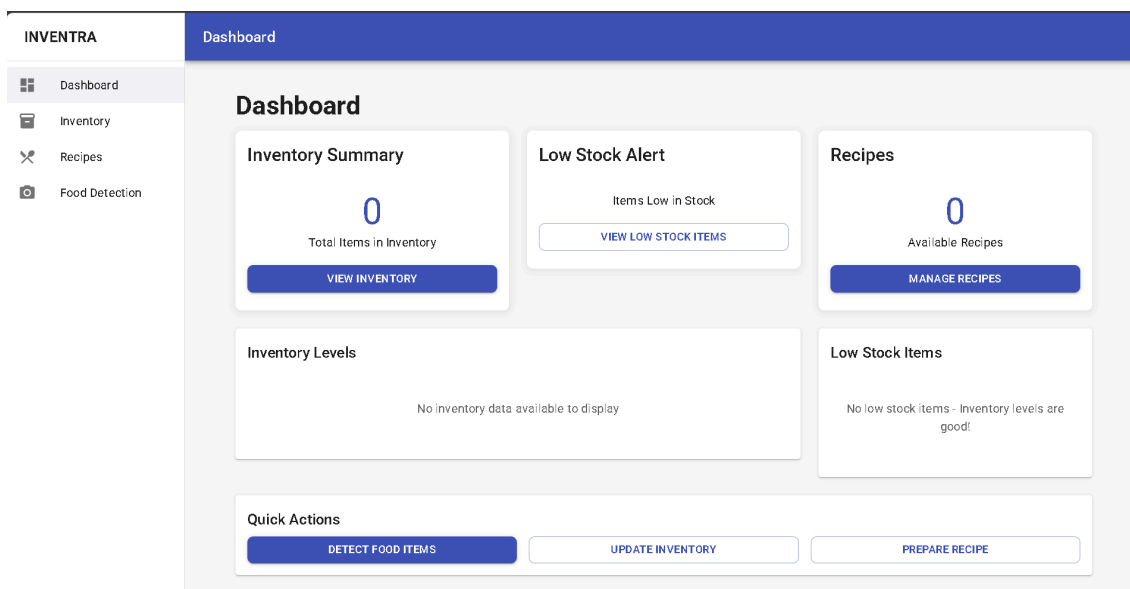 INVENTRA
Dashboard
Dashboard
Inventory
Recipes
Food Detection
Dashboard
Inventory Summary
0
Total Items in Inventory
VIEW INVENTORY
Low Stock Alert
Items Low in Stock
VIEW LOW STOCK ITEMS
Recipes
0
Available Recipes
MANAGE RECIPES
Inventory Levels
No inventory data available to display
Low Stock Items
No low stock items - Inventory levels are
good!
Quick Actions
DETECT FOOD ITEMS
UPDATE INVENTORY
PREPARE RECIPE